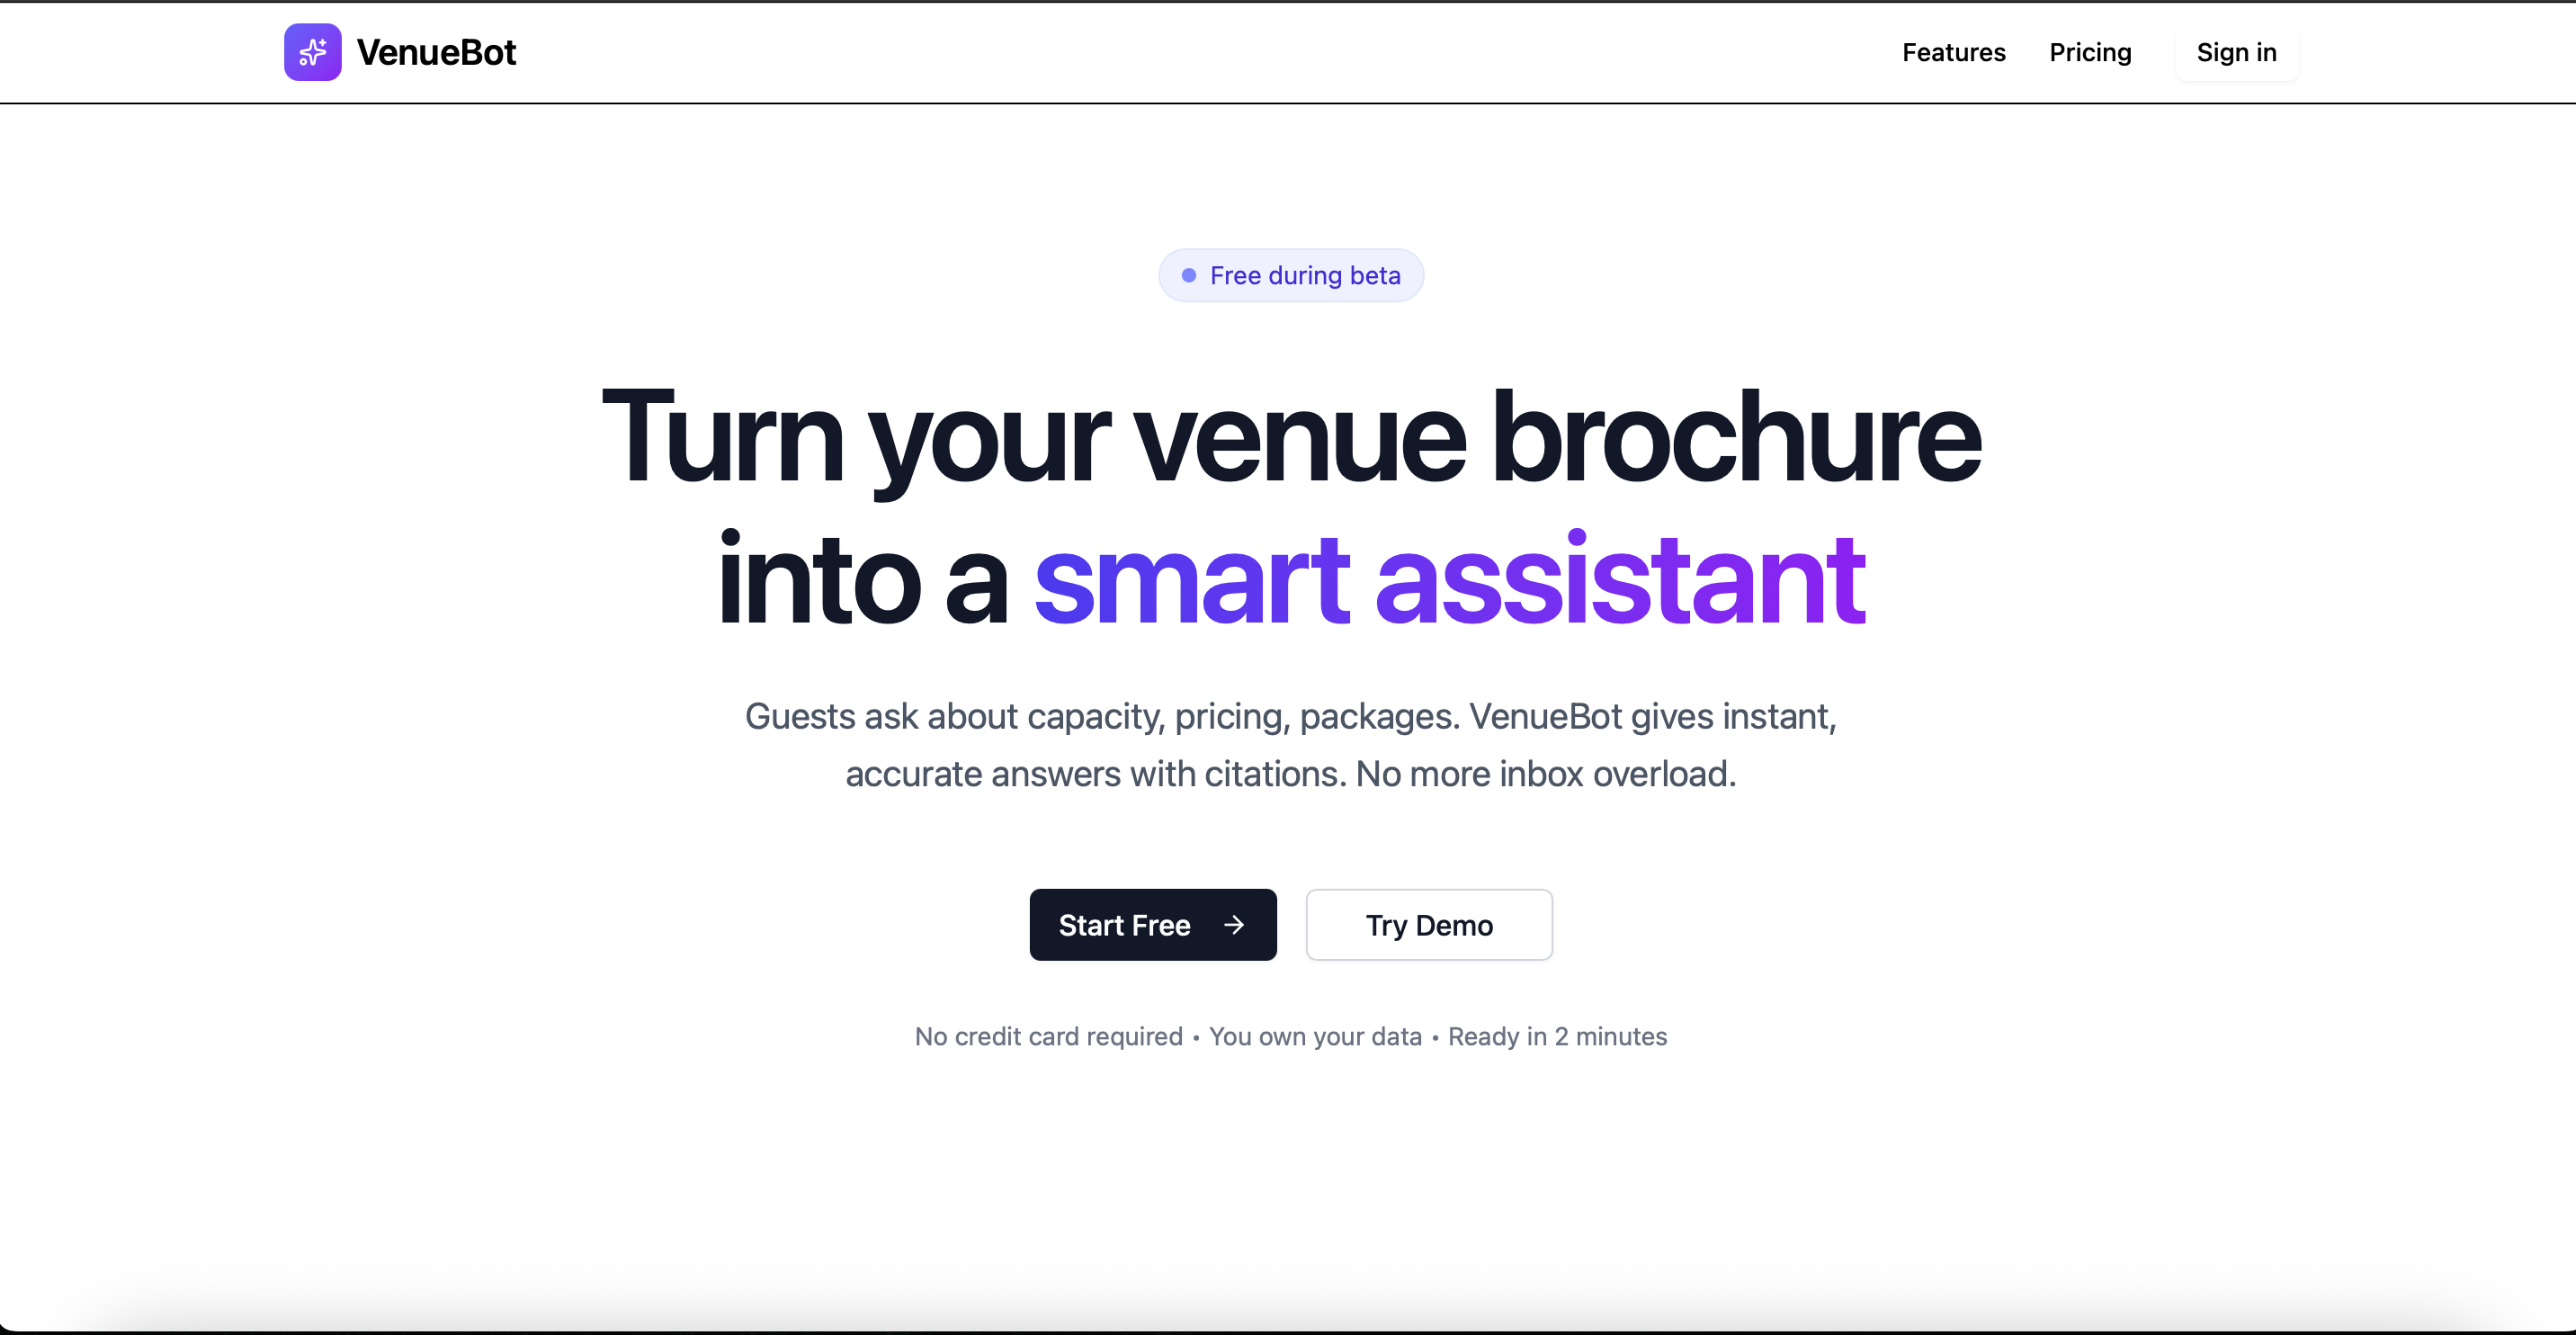 VenueBot
Features
Pricing
Sign in
Free during beta
Turn your venue brochure
into a smart assistant
Guests ask about capacity, pricing, packages. VenueBot gives instant,
accurate answers with citations. No more inbox overload.
Start Free →
Try Demo
No credit card required • You own your data • Ready in 2 minutes